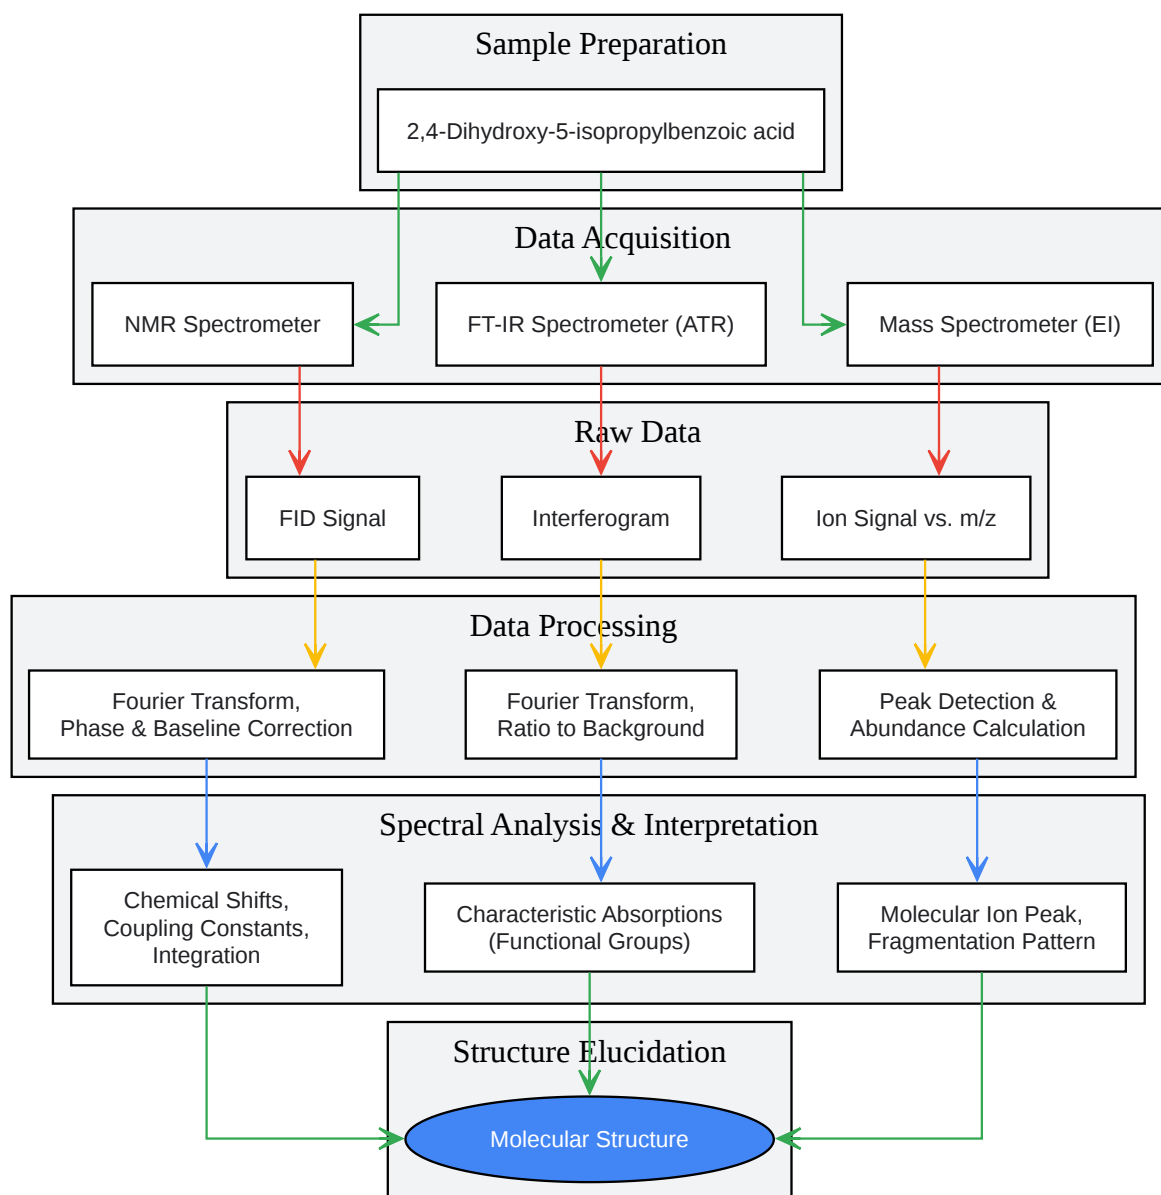 Sample Preparation
2,4-Dihydroxy-5-isopropylbenzoic acid
Data Acquisition
NMR Spectrometer
FT-IR Spectrometer (ATR)
Mass Spectrometer (EI)
Raw Data
FID Signal
Interferogram
Ion Signal vs. m/z
Data Processing
Fourier Transform,
Phase & Baseline Correction
Fourier Transform,
Ratio to Background
Peak Detection &
Abundance Calculation
Spectral Analysis & Interpretation
Chemical Shifts,
Coupling Constants,
Integration
Characteristic Absorptions
(Functional Groups)
Molecular Ion Peak,
Fragmentation Pattern
Structure Elucidation
Molecular Structure